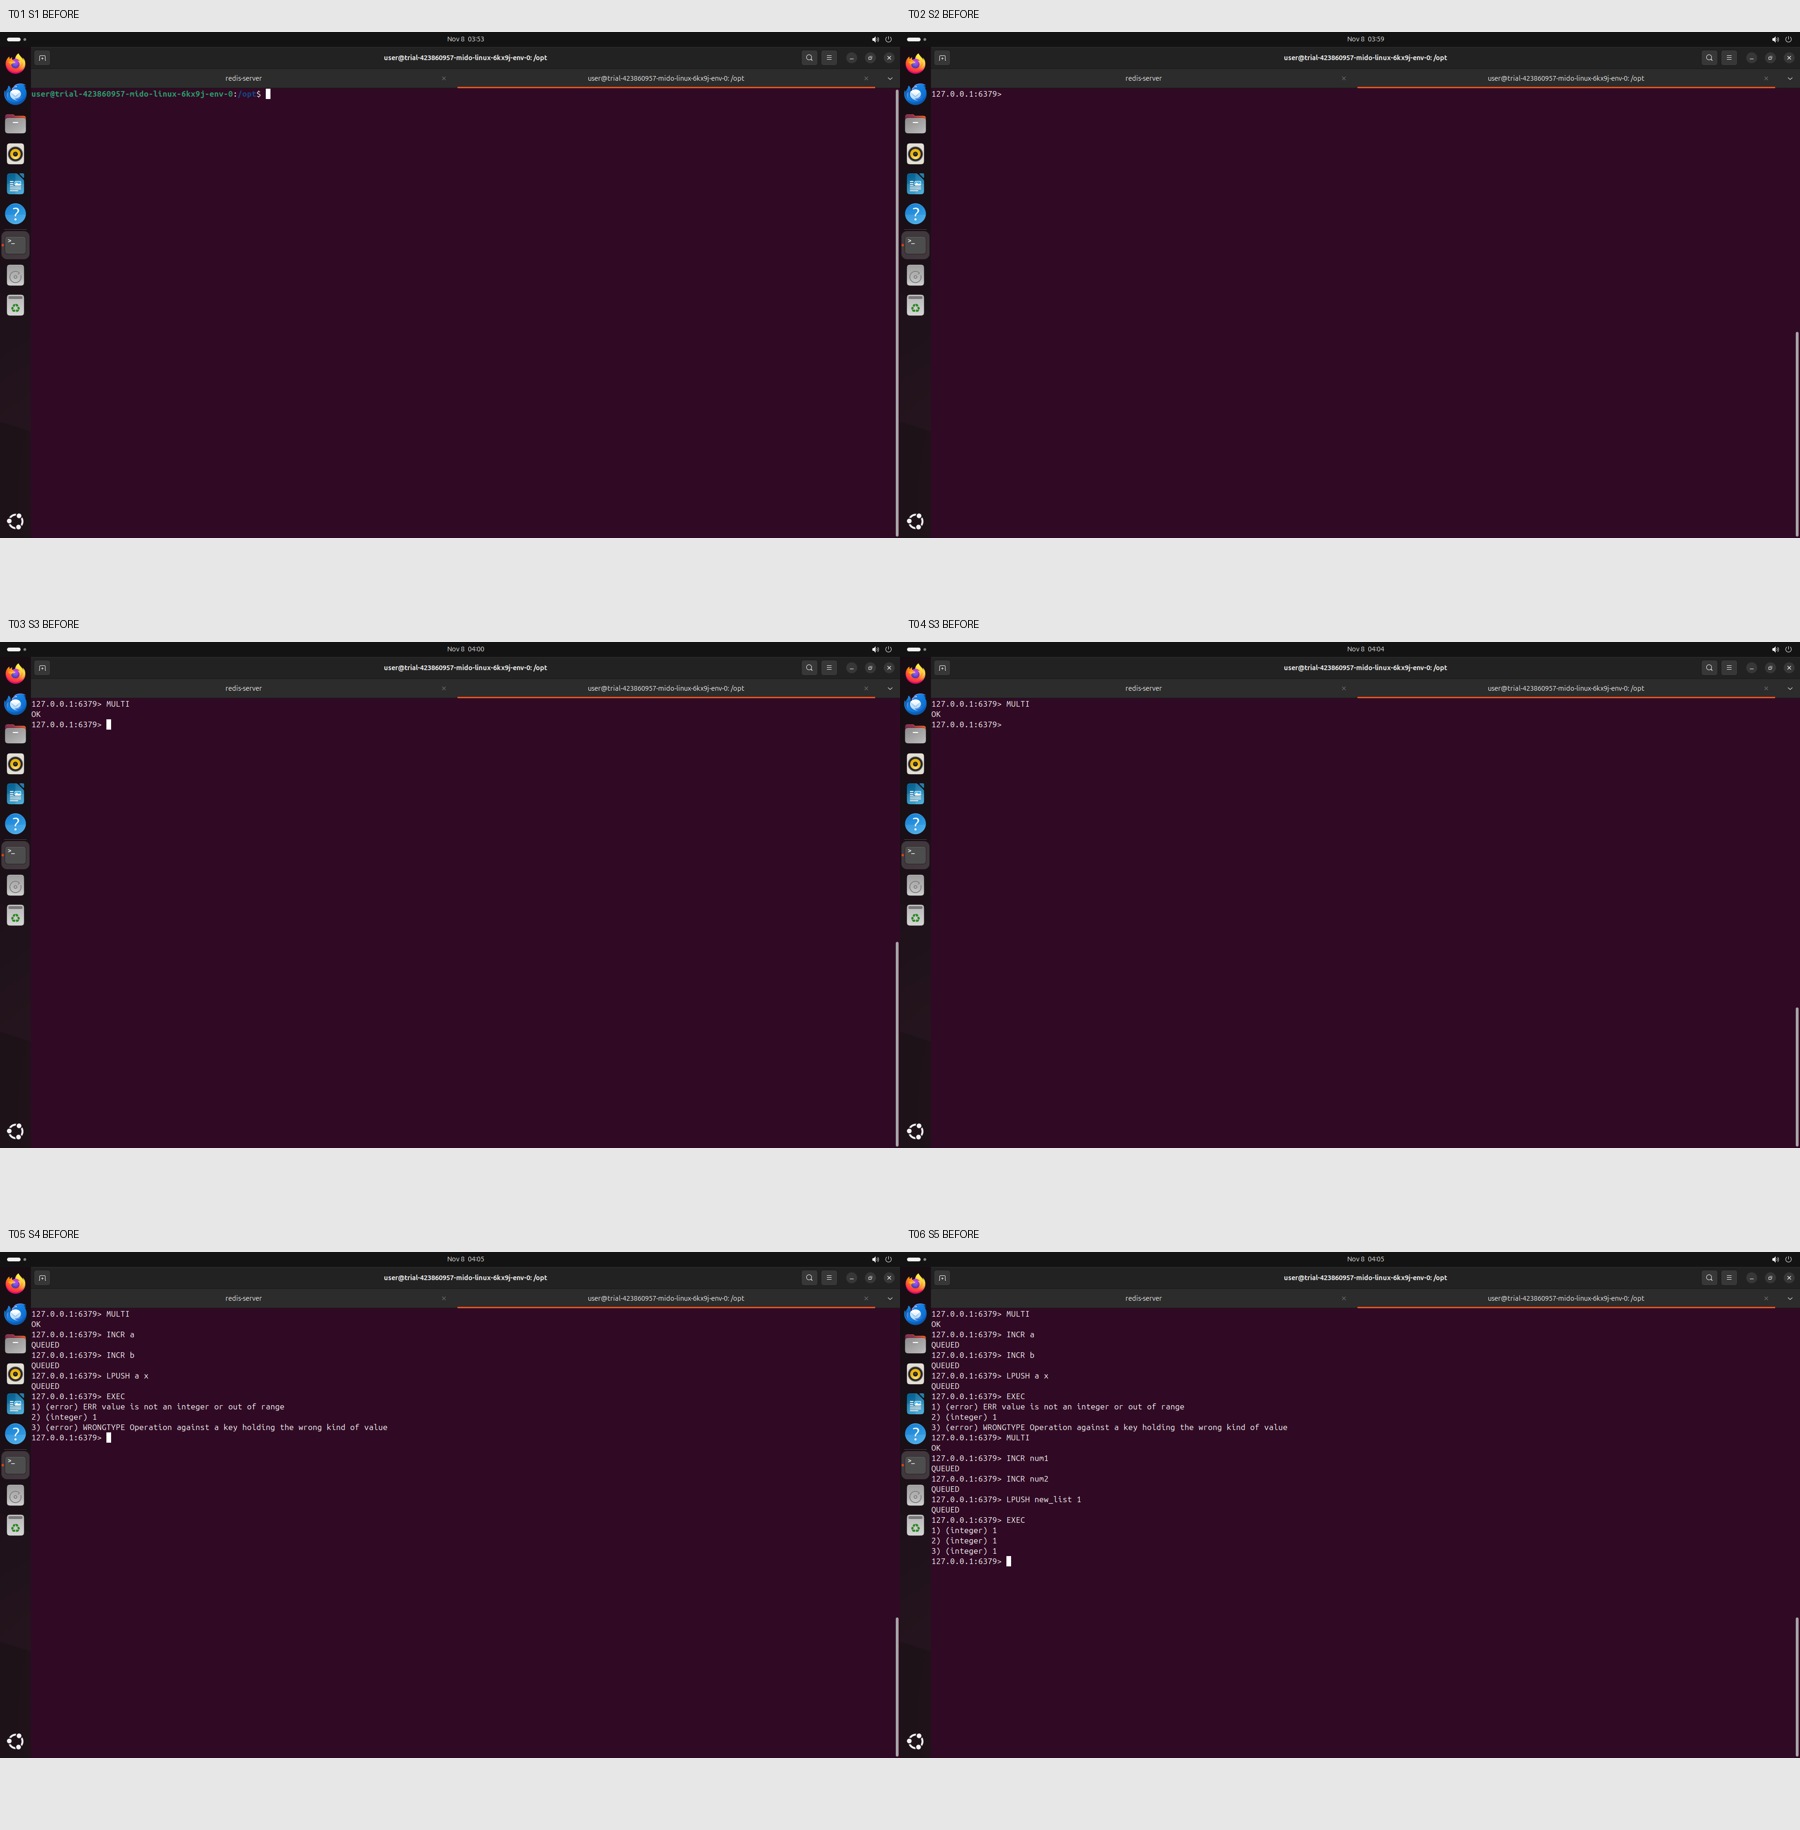 T01 S1 BEFORE
Nov 8 03:53
user@trial-423860957-mido-linux-6kx9j-env-0: /opt
redis-server
user@trial-423860957-mido-linux-6kx9j-env-0: /opt
user@trial-423860957-mido-linux-6kx9j-env-0:/opt$
T02 S2 BEFORE
Nov 8 03:59
user@trial-423860957-mido-linux-6kx9j-env-0: /opt
redis-server
user@trial-423860957-mido-linux-6kx9j-env-0: /opt
127.0.0.1:6379>
T03 S3 BEFORE
Nov 8 04:00
user@trial-423860957-mido-linux-6kx9j-env-0: /opt
redis-server
user@trial-423860957-mido-linux-6kx9j-env-0: /opt
127.0.0.1:6379> MULTI
OK
127.0.0.1:6379>
T04 S3 BEFORE
Nov 8 04:04
user@trial-423860957-mido-linux-6kx9j-env-0: /opt
redis-server
user@trial-423860957-mido-linux-6kx9j-env-0: /opt
127.0.0.1:6379> MULTI
OK
127.0.0.1:6379>
T05 S4 BEFORE
Nov 8 04:05
user@trial-423860957-mido-linux-6kx9j-env-0: /opt
redis-server
user@trial-423860957-mido-linux-6kx9j-env-0: /opt
127.0.0.1:6379> MULTI
OK
127.0.0.1:6379> INCR a
QUEUED
127.0.0.1:6379> INCR b
QUEUED
127.0.0.1:6379> LPUSH a x
QUEUED
127.0.0.1:6379> EXEC
1) (error) ERR value is not an integer or out of range
2) (integer) 1
3) (error) WRONGTYPE Operation against a key holding the wrong kind of value
127.0.0.1:6379>
T06 S5 BEFORE
Nov 8 04:05
user@trial-423860957-mido-linux-6kx9j-env-0: /opt
redis-server
user@trial-423860957-mido-linux-6kx9j-env-0: /opt
127.0.0.1:6379> MULTI
OK
127.0.0.1:6379> INCR a
QUEUED
127.0.0.1:6379> INCR b
QUEUED
127.0.0.1:6379> LPUSH a x
QUEUED
127.0.0.1:6379> EXEC
1) (error) ERR value is not an integer or out of range
2) (integer) 1
3) (error) WRONGTYPE Operation against a key holding the wrong kind of value
127.0.0.1:6379> MULTI
OK
127.0.0.1:6379> INCR num1
QUEUED
127.0.0.1:6379> INCR num2
QUEUED
127.0.0.1:6379> LPUSH new_list 1
QUEUED
127.0.0.1:6379> EXEC
1) (integer) 1
2) (integer) 1
3) (integer) 1
127.0.0.1:6379>